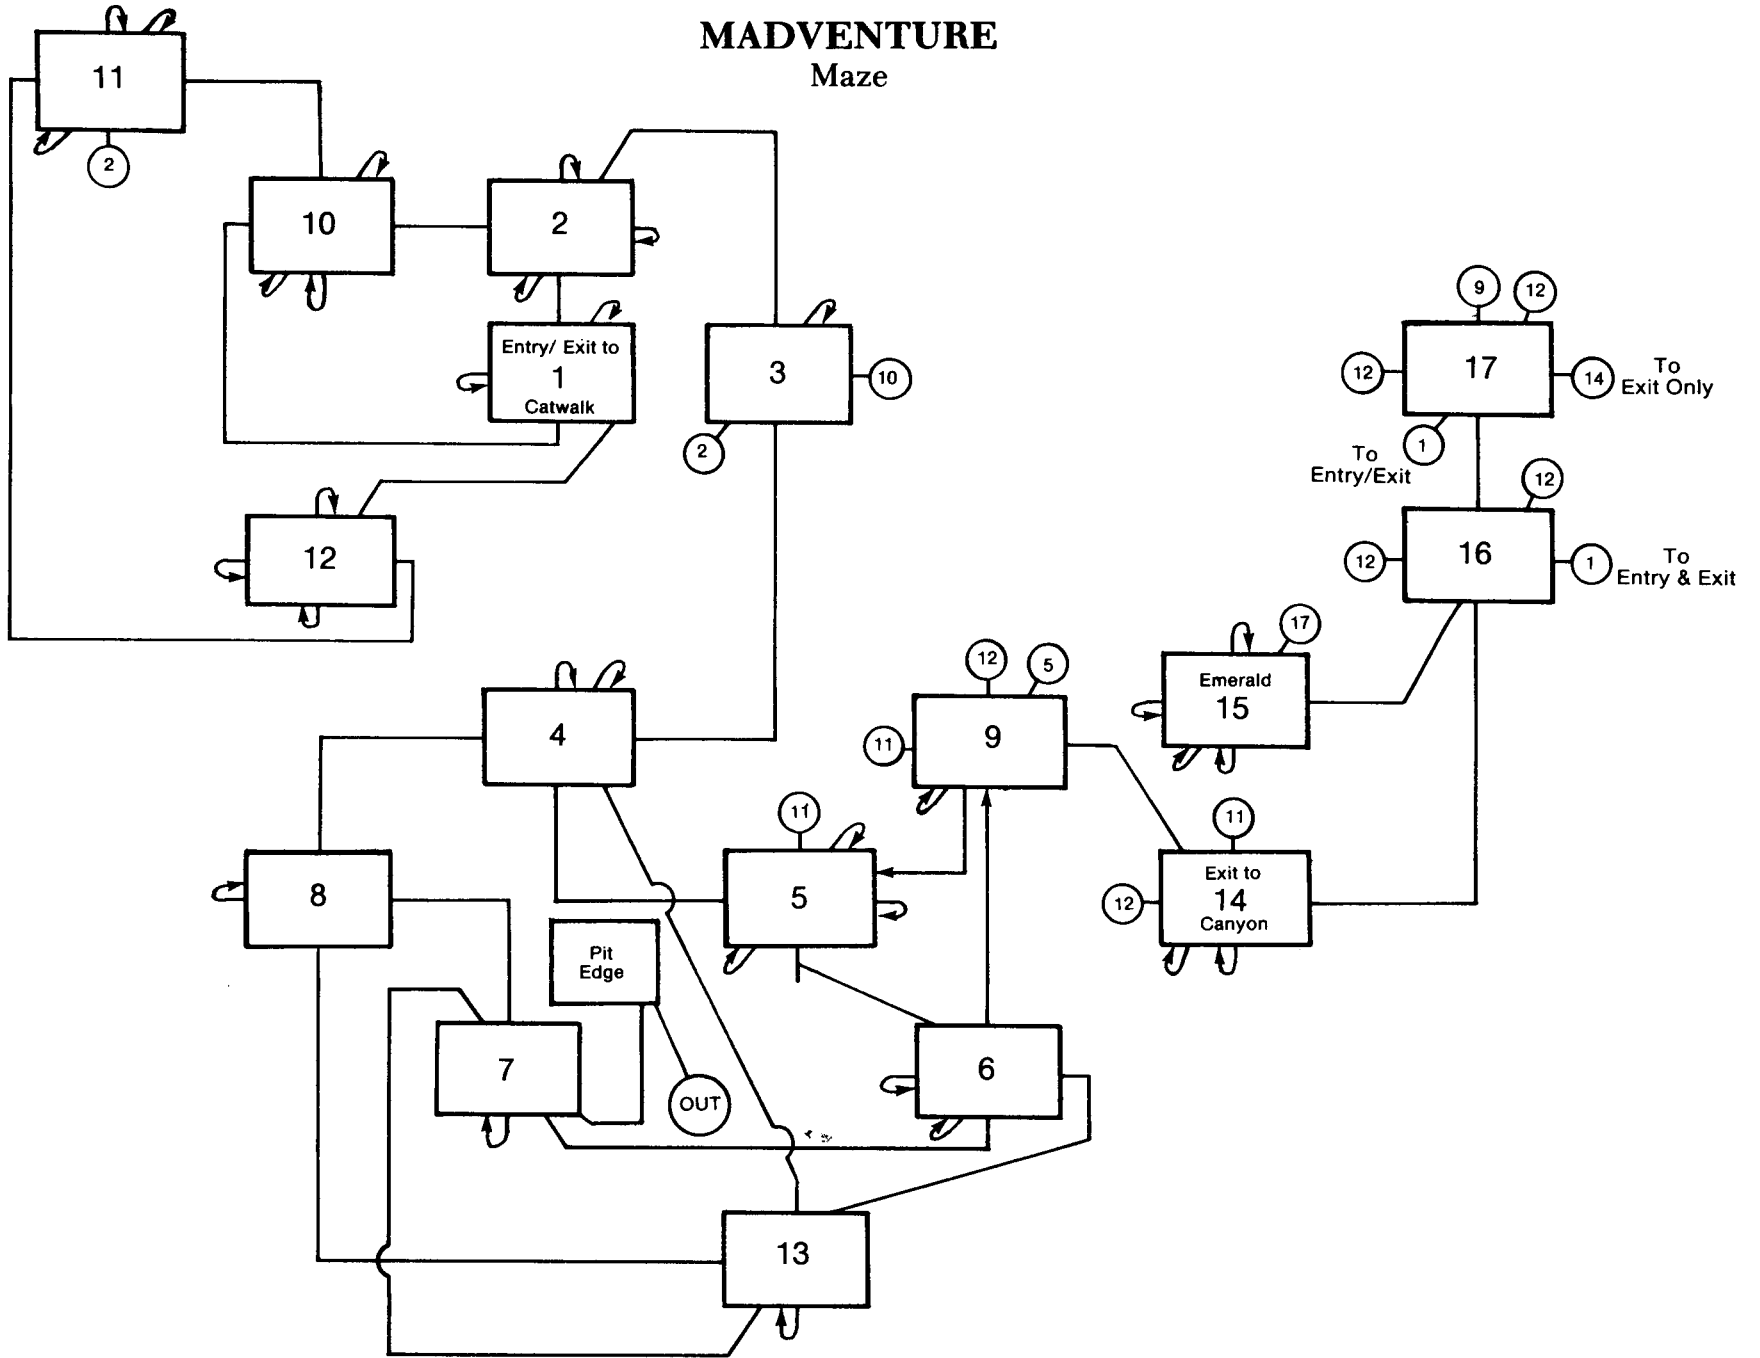 MADVENTURE
Maze
11
2
10
2
Entry/ Exit to
1
Catwalk
3
10
2
9
12
12
17
14
To
Exit Only
1
To
Entry/Exit
12
12
16
1
To
Entry & Exit
12
17
Emerald
15
4
12
5
11
9
11
5
11
Exit to
14
Canyon
12
8
Pit
Edge
7
OUT
6
13